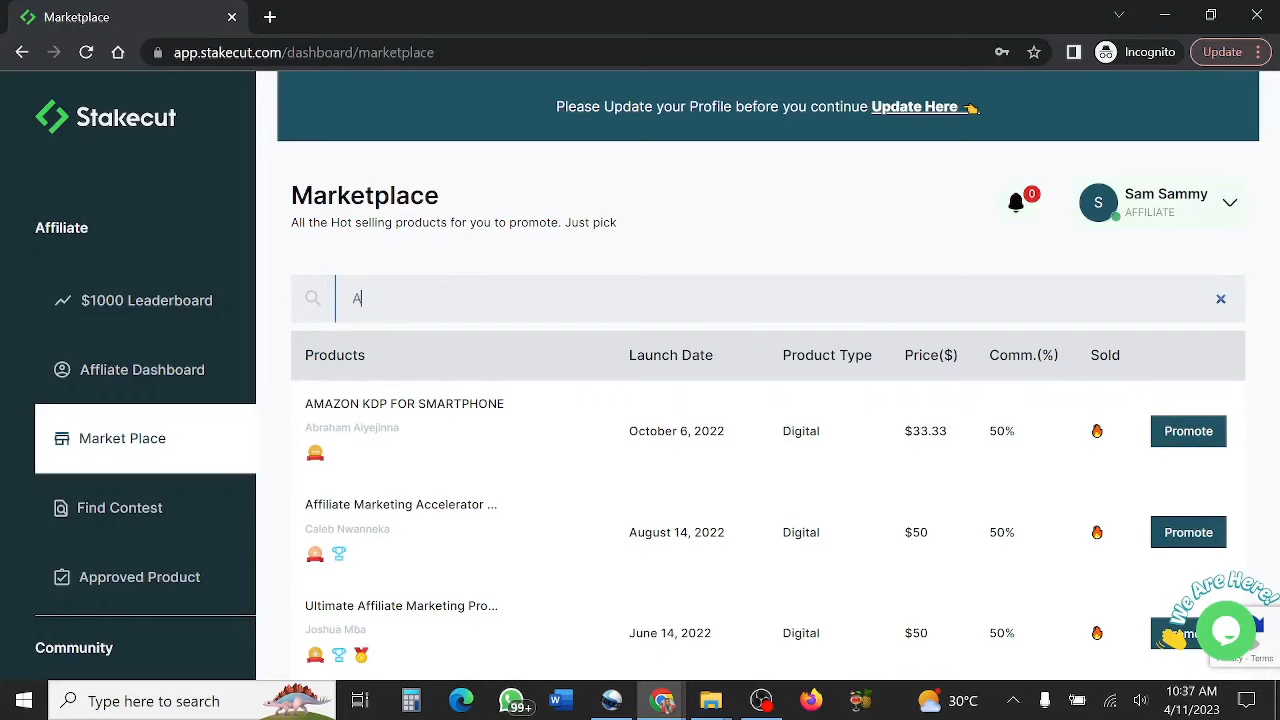 Marketplace
app.stakecut.com/dashboard/marketplace
Incognito
Update
Stakecut
Please Update your Profile before you continue Update Here
Marketplace
All the Hot selling products for you to promote. Just pick
0
S
Sam Sammy
AFFILIATE
Affiliate
$1000 Leaderboard
Affliate Dashboard
Market Place
Find Contest
Approved Product
Community
A
Products Launch Date Product Type Price($) Comm.(%) Sold
AMAZON KDP FOR SMARTPHONE
Abraham Aiyejinna
October 6, 2022 Digital $33.33 50% Promote
Affiliate Marketing Accelerator ...
Caleb Nwanneka
August 14, 2022 Digital $50 50% Promote
Ultimate Affiliate Marketing Pro...
Joshua Mba
June 14, 2022 Digital $50 50%
We Are Here!
- Terms
Type here to search
99+
30°C
10:37 AM
4/11/2023